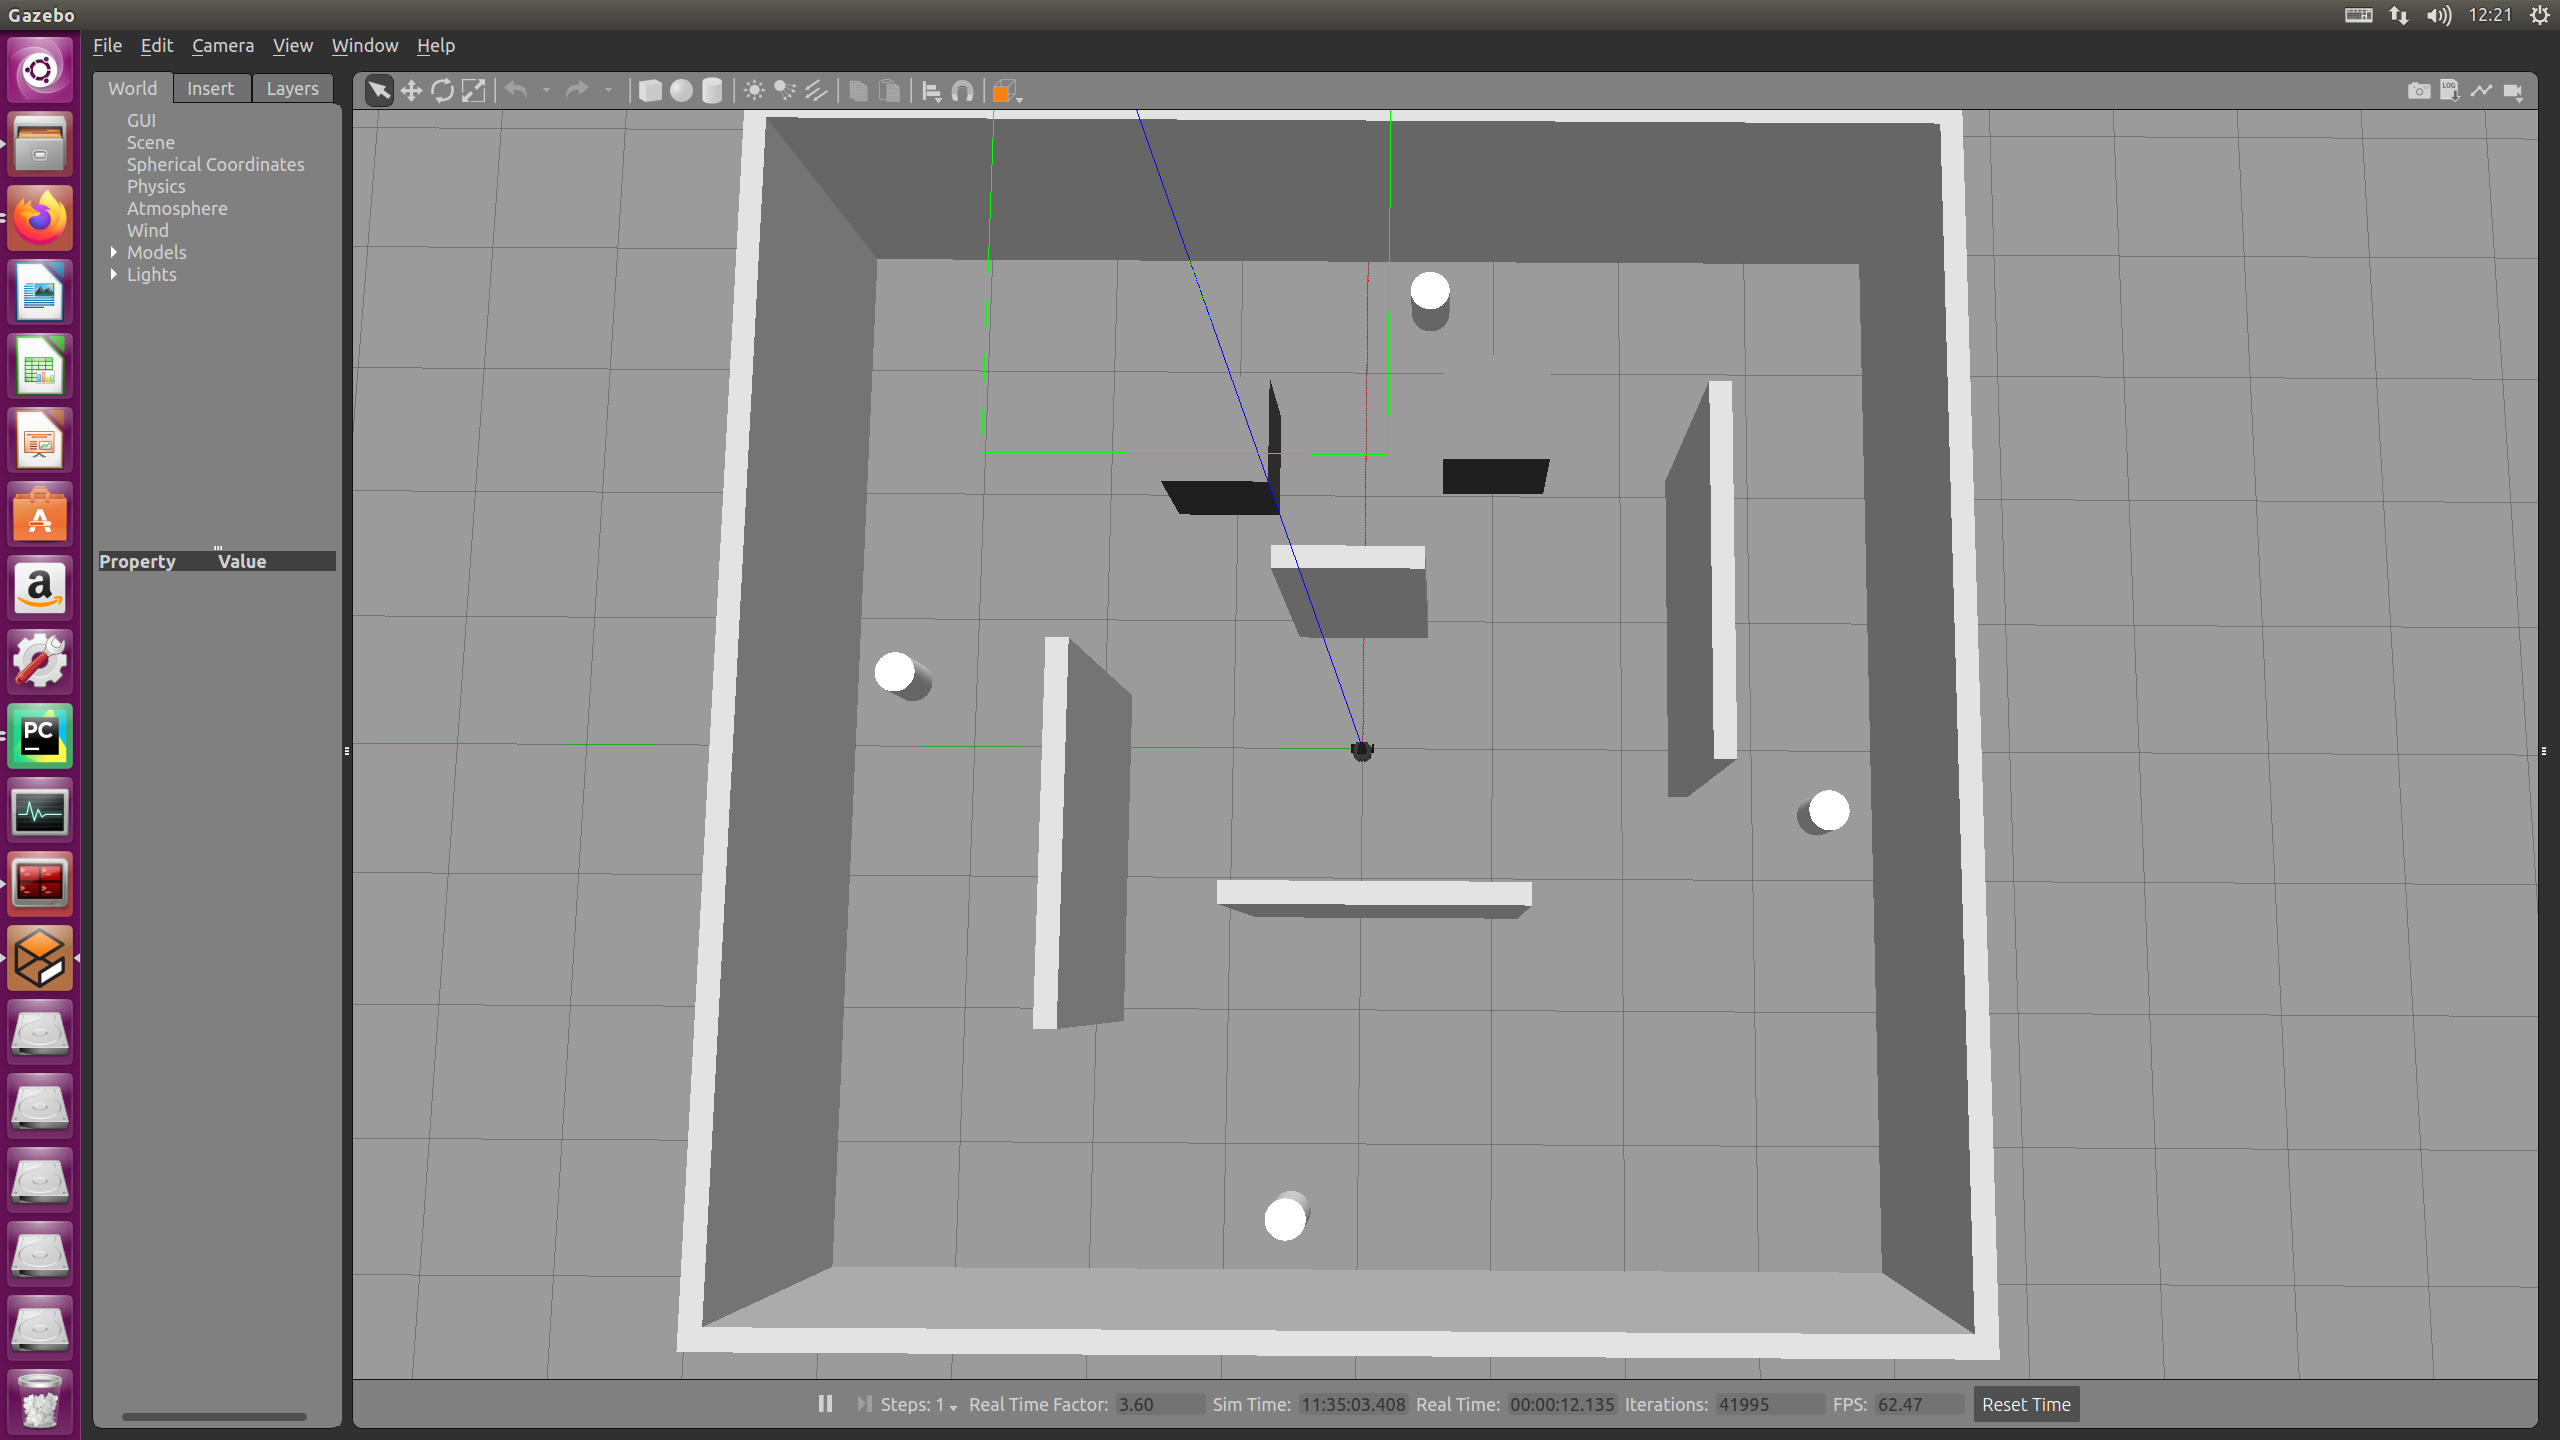 Gazebo
12:21
File Edit Camera View Window Help
World Insert Layers
GUI
Scene
Spherical Coordinates
Physics
Atmosphere
Wind
Models
Lights
Property Value
LOG
a
PC
Steps: 1 Real Time Factor: 3.60 Sim Time: 11:35:03.408 Real Time: 00:00:12.135 Iterations: 41995 FPS: 62.47 Reset Time